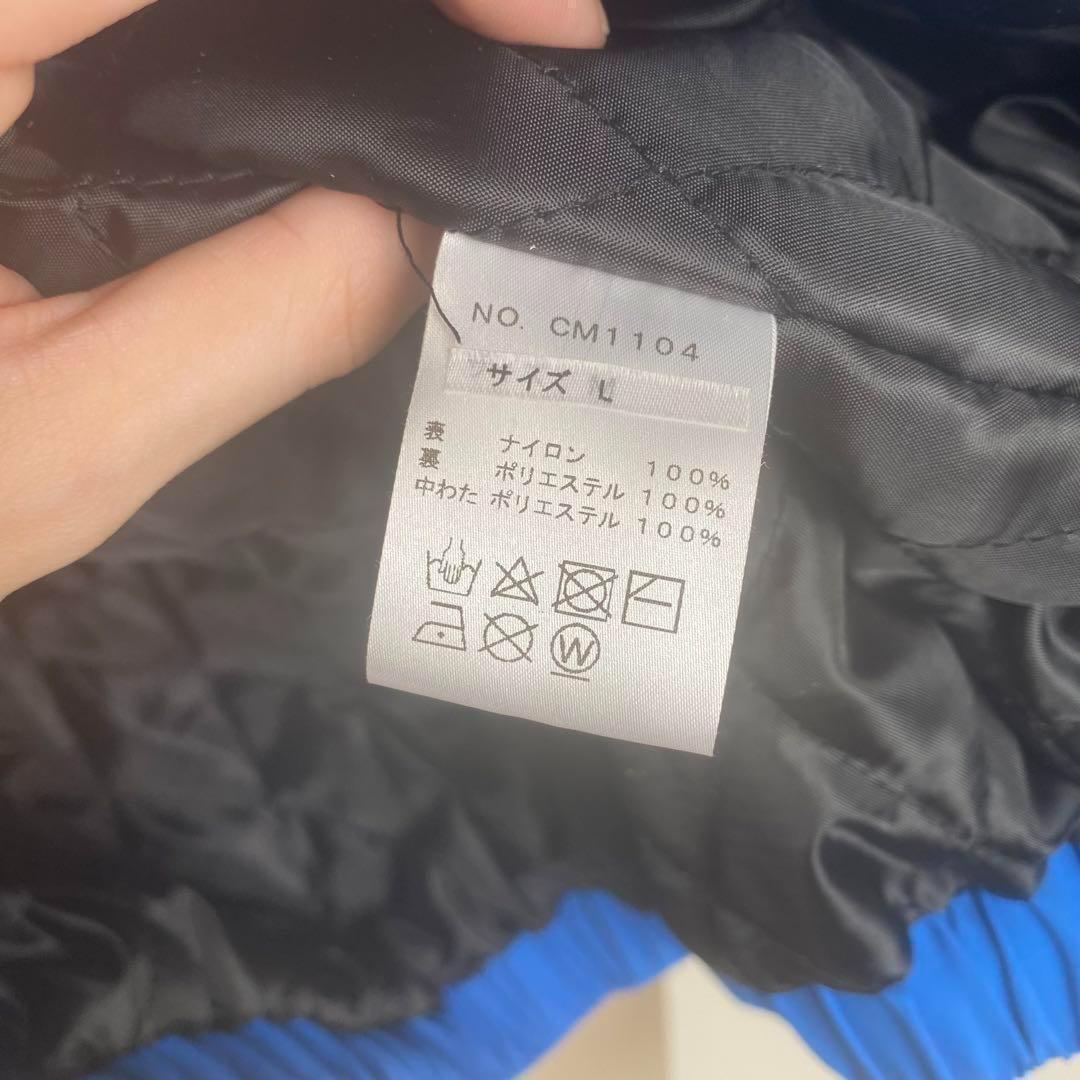 NO. CM1104
サイズ L
表 ナイロン 100%
裏 ポリエステル 100%
中わた ポリエステル 100%
W